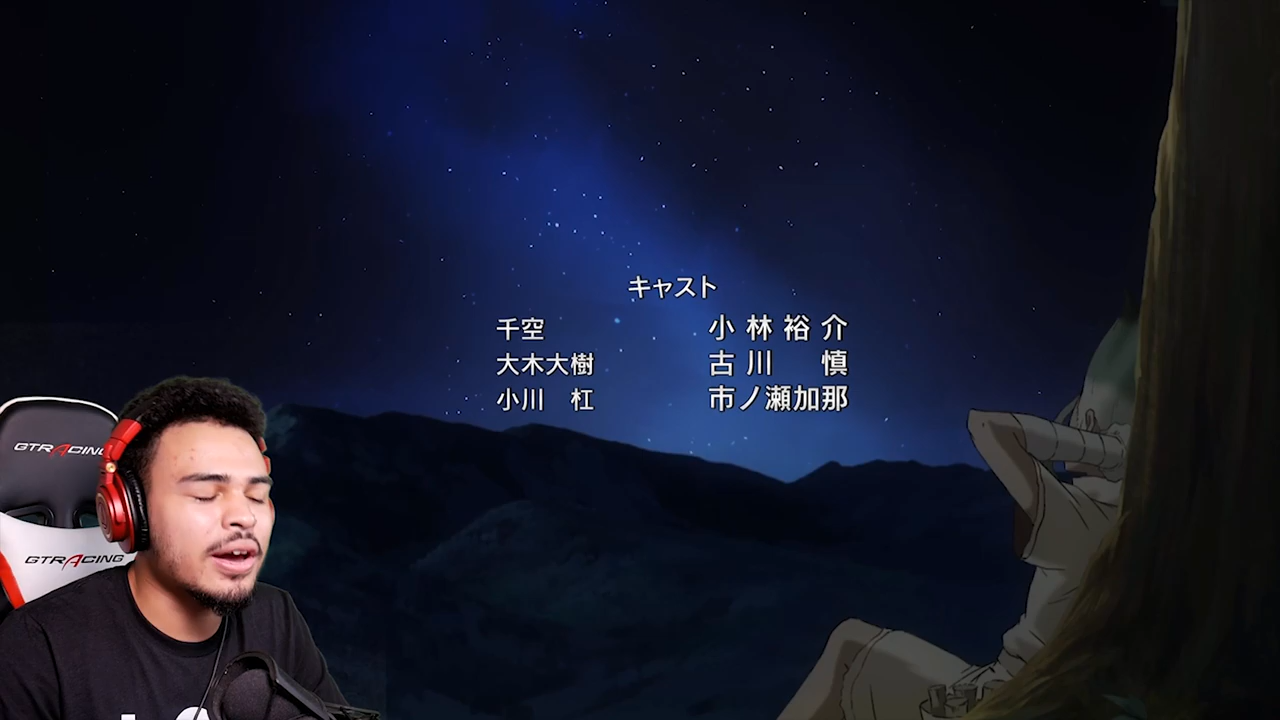 キャスト
千空 小林裕介
大木大樹 古川 慎
小川 杠 市ノ瀬加那
GTRACING
GTRACING